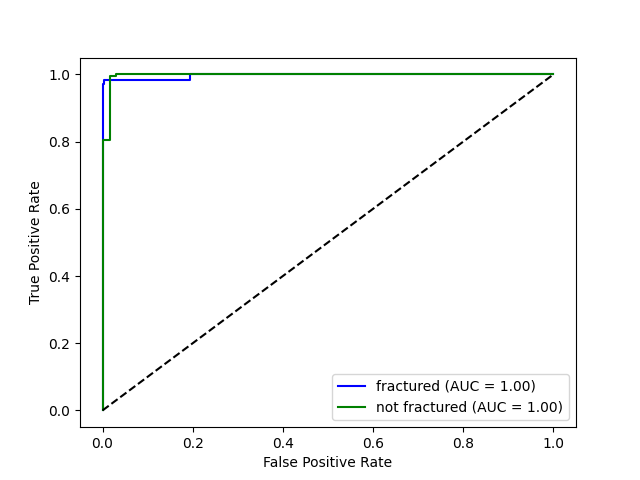 1.0
0.8
0.6
0.4
0.2
0.0
True Positive Rate
fractured (AUC = 1.00)
not fractured (AUC = 1.00)
0.0 0.2 0.4 0.6 0.8 1.0
False Positive Rate